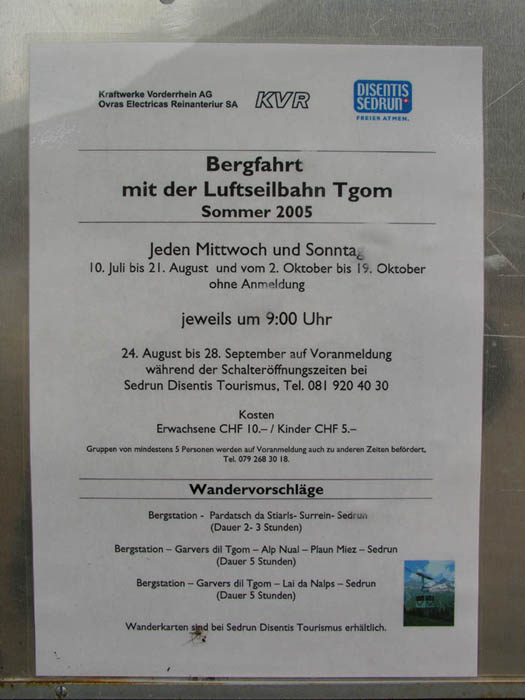 Kraftwerke Vorderrhein AG
Ovras Electricas Reinanteriur SA
KVR
DISENTIS
SEDRUN
FREIER ATMEN.
Bergfahrt
mit der Luftseilbahn Tgom
Sommer 2005
Jeden Mittwoch und Sonntag
10. Juli bis 21. August und vom 2. Oktober bis 19. Oktober
ohne Anmeldung
jeweils um 9:00 Uhr
24. August bis 28. September auf Voranmeldung
während der Schalteröffnungszeiten bei
Sedrun Disentis Tourismus, Tel. 081 920 40 30
Kosten
Erwachsene CHF 10.– / Kinder CHF 5.–
Gruppen von mindestens 5 Personen werden auf Voranmeldung auch zu anderen Zeiten befördert.
Tel. 079 268 30 18.
Wandervorschläge
Bergstation - Pardatsch da Stiarls- Surrein- Sedrun
(Dauer 2- 3 Stunden)
Bergstation – Garvers dil Tgom – Alp Nual – Plaun Miez – Sedrun
(Dauer 5 Stunden)
Bergstation – Garvers dil Tgom – Lai da Nalps – Sedrun
(Dauer 5 Stunden)
Wanderkarten sind bei Sedrun Disentis Tourismus erhältlich.